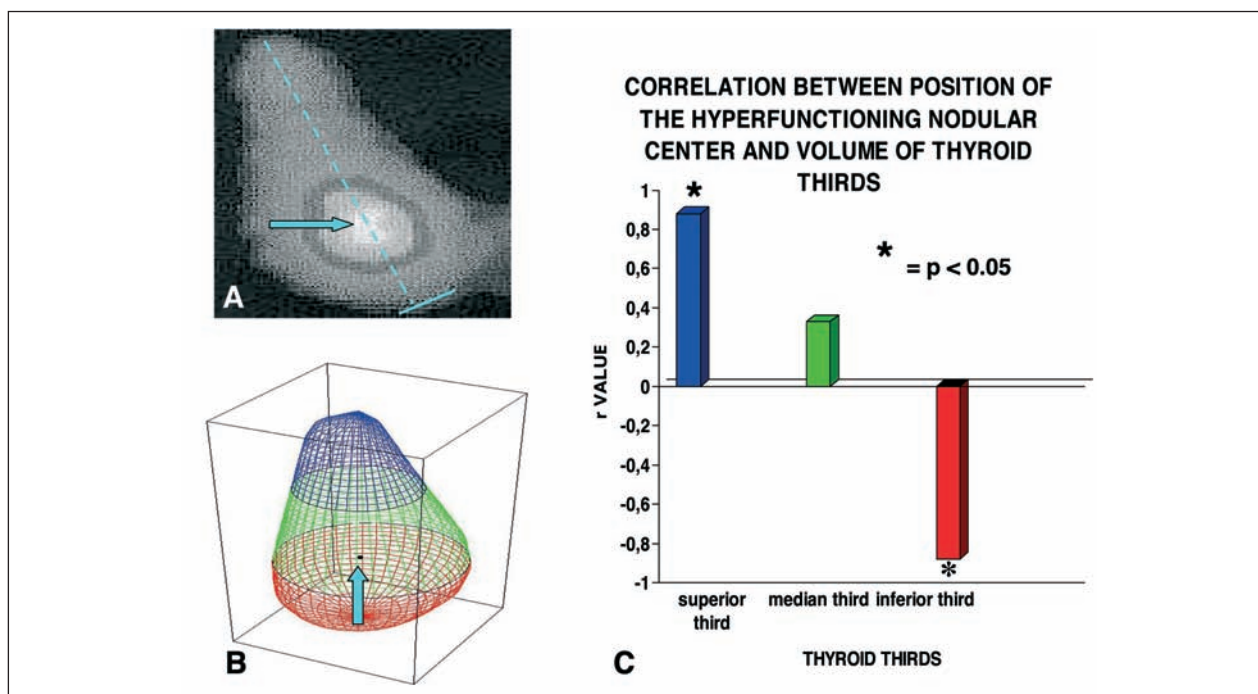 A
B
CORRELATION BETWEEN POSITION OF
THE HYPERFUNCTIONING NODULAR
CENTER AND VOLUME OF THYROID
THIRDS
r VALUE
1
0,8
0,6
0,4
0,2
0
-0,2
-0,4
-0,6
-0,8
-1
*
* = p < 0.05
*
superior third
median third
inferior third
THYROID THIRDS
C